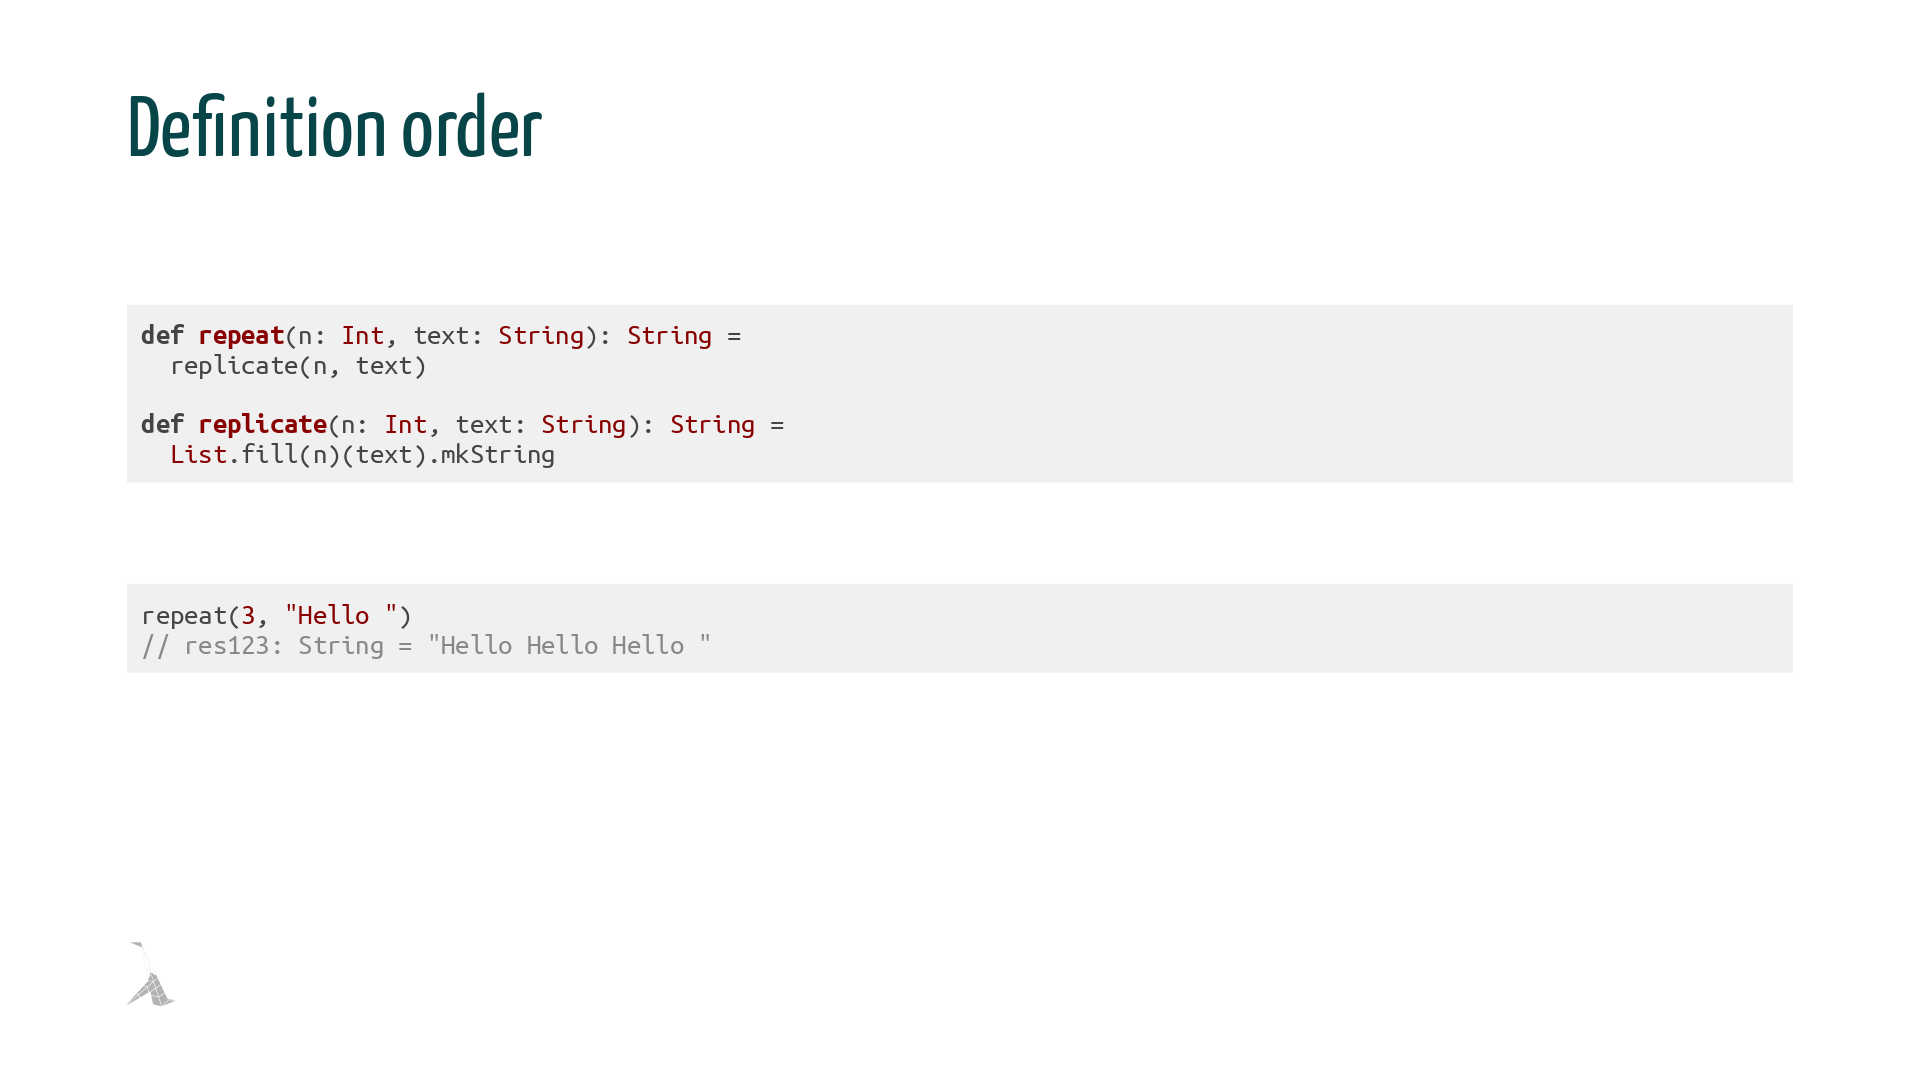 Definition order
def repeat(n: Int, text: String): String =
  replicate(n, text)
def replicate(n: Int, text: String): String =
  List.fill(n)(text).mkString
repeat(3, "Hello ")
// res123: String = "Hello Hello Hello "